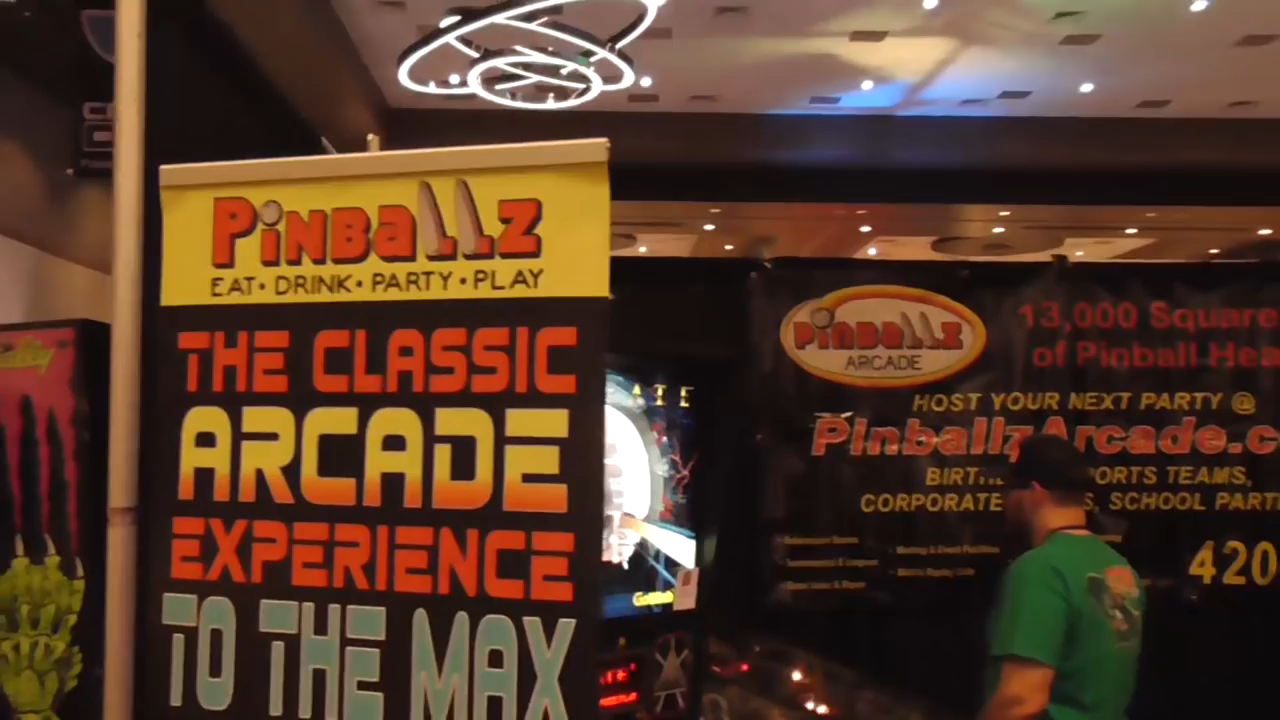 Pinballz
EAT • DRINK • PARTY • PLAY
THE CLASSIC
ARCADE
EXPERIENCE
TO THE MAX
Pinballz
ARCADE
13,000 Square
of Pinball Hea
HOST YOUR NEXT PARTY @
PinballzArcade.c
SPORTS TEAMS,
CORPORATE S, SCHOOL PART
420